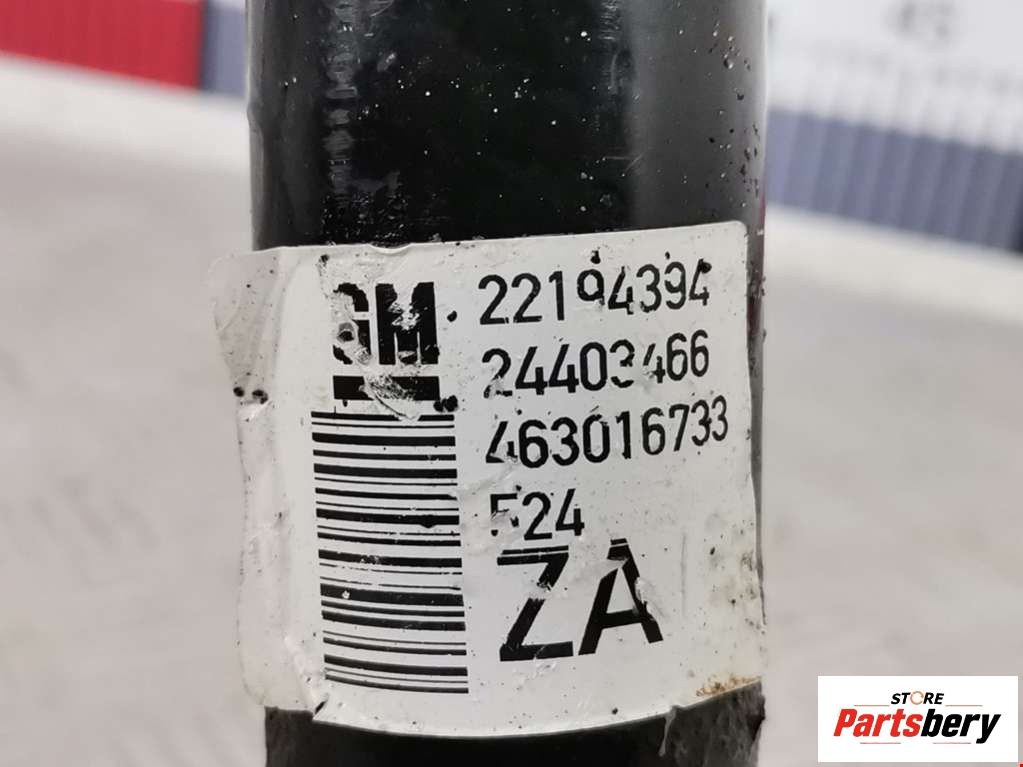 GM
22194394
24403466
463016733
F24
ZA
STORE
Partsbery